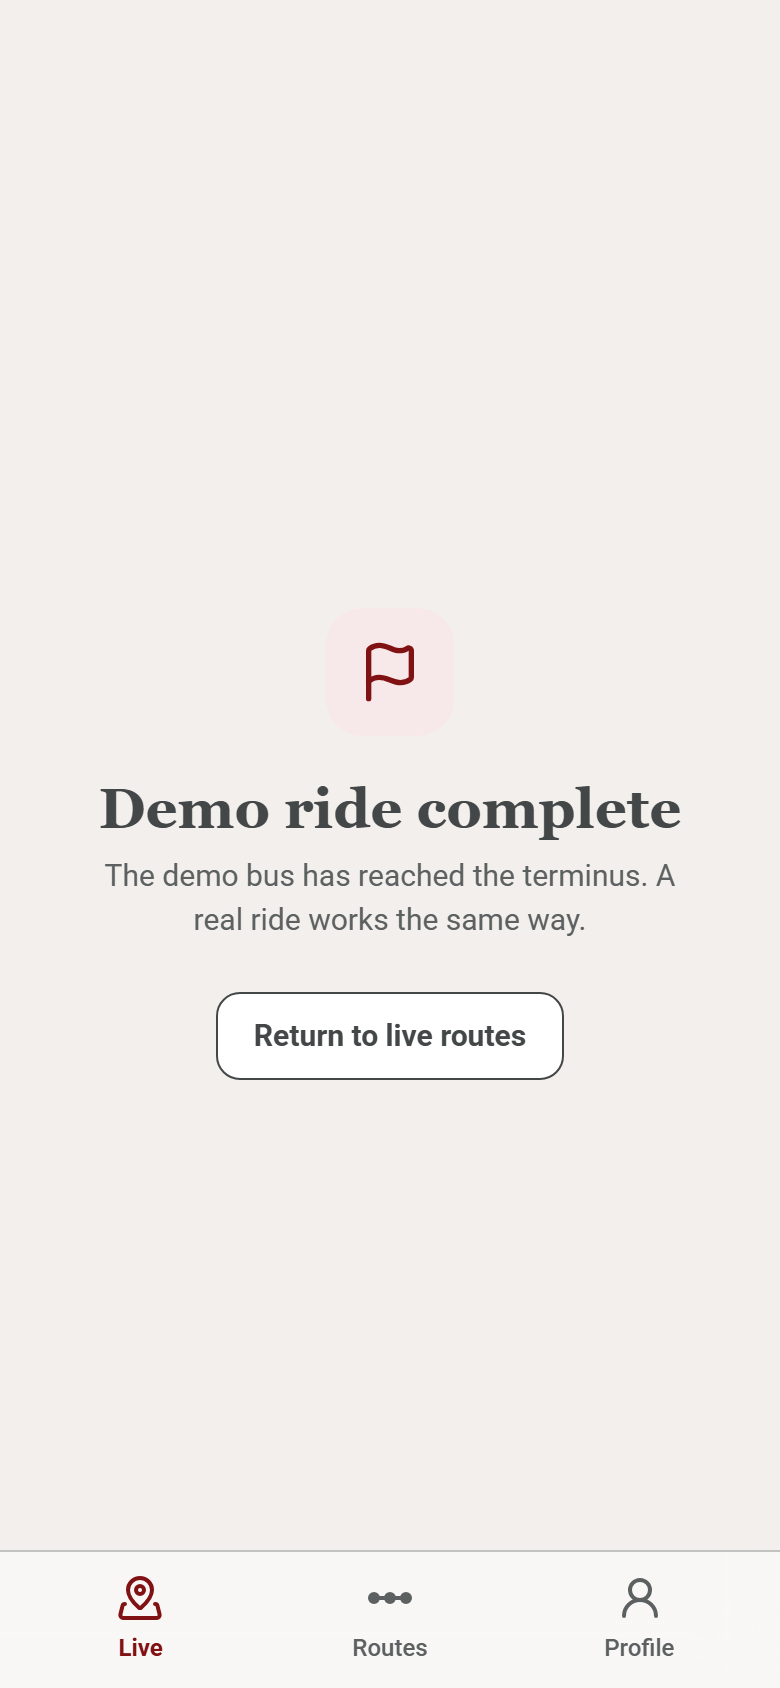 Demo ride complete
The demo bus has reached the terminus. A
real ride works the same way.
Return to live routes
Live
Routes
Profile